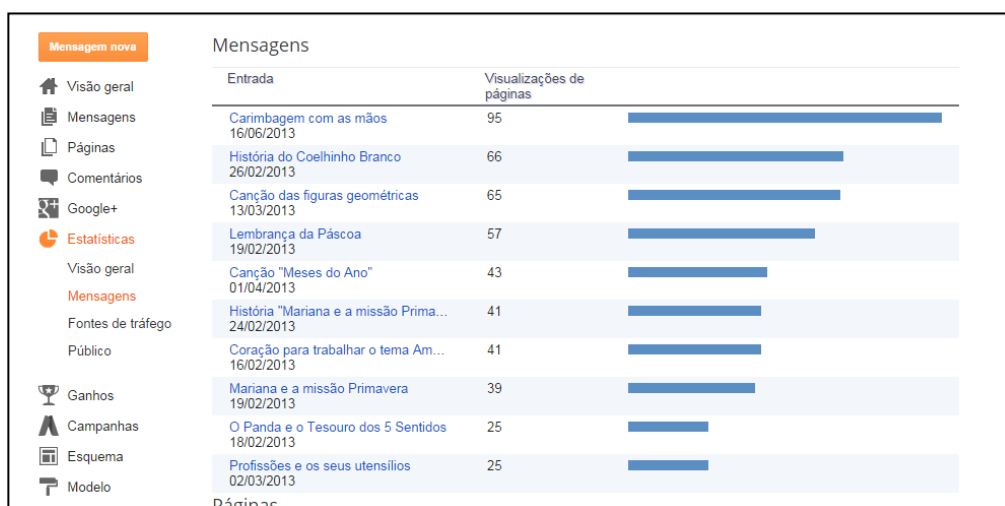 Mensagem nova
Visão geral
Mensagens
Páginas
Comentários
Google+
Estatísticas
Visão geral
Mensagens
Fontes de tráfego
Público
Ganhos
Campanhas
Esquema
Modelo
Mensagens
Entrada Visualizações de
páginas
Carimbagem com as mãos 95
16/06/2013
História do Coelhinho Branco 66
26/02/2013
Canção das figuras geométricas 65
13/03/2013
Lembrança da Páscoa 57
19/02/2013
Canção "Meses do Ano" 43
01/04/2013
História "Mariana e a missão Prima... 41
24/02/2013
Coração para trabalhar o tema Am... 41
16/02/2013
Mariana e a missão Primavera 39
19/02/2013
O Panda e o Tesouro dos 5 Sentidos 25
18/02/2013
Profissões e os seus utensílios 25
02/03/2013
Páginas